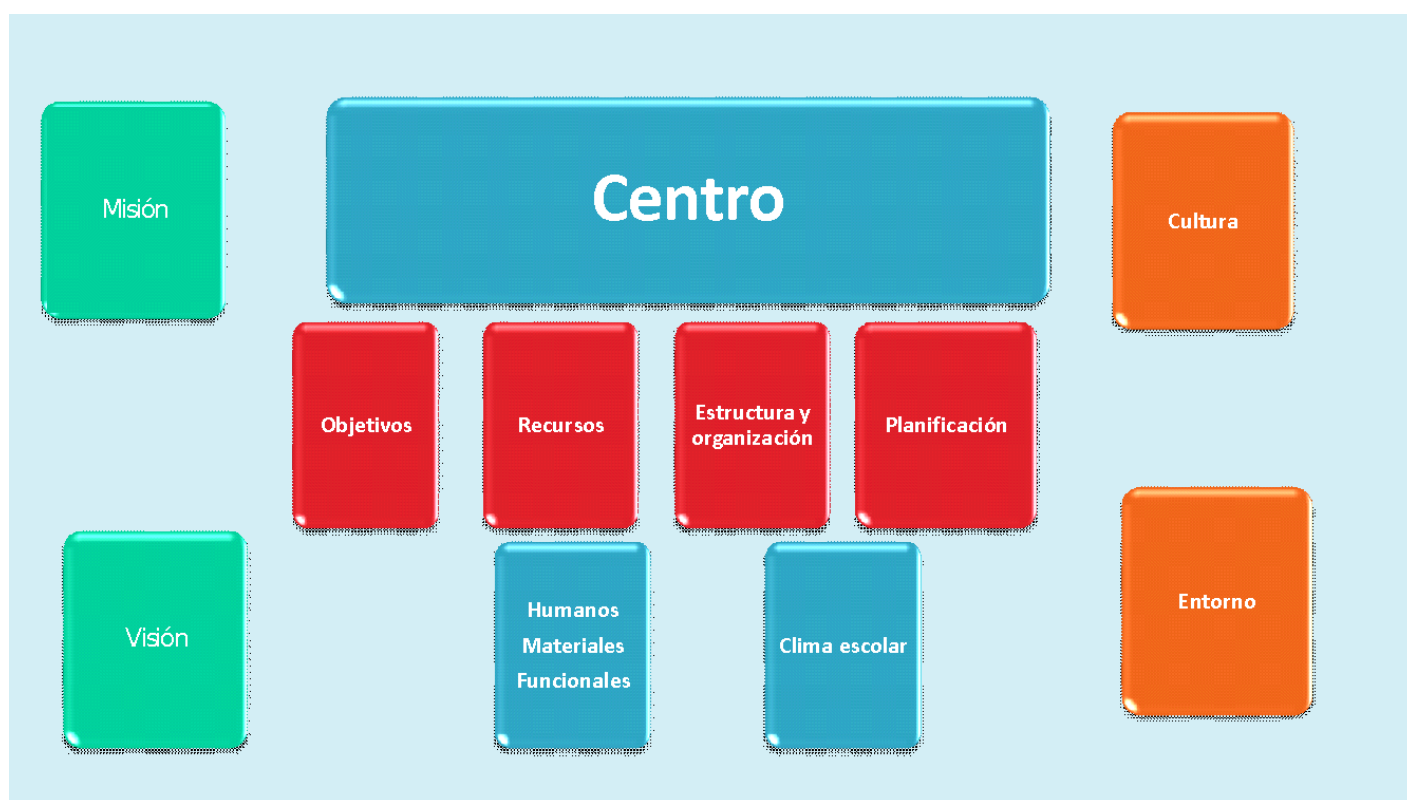 Misión
Centro
Cultura
Objetivos
Recursos
Estructura y
organización
Planificación
Visión
Humanos
Materiales
Funcionales
Clima escolar
Entorno